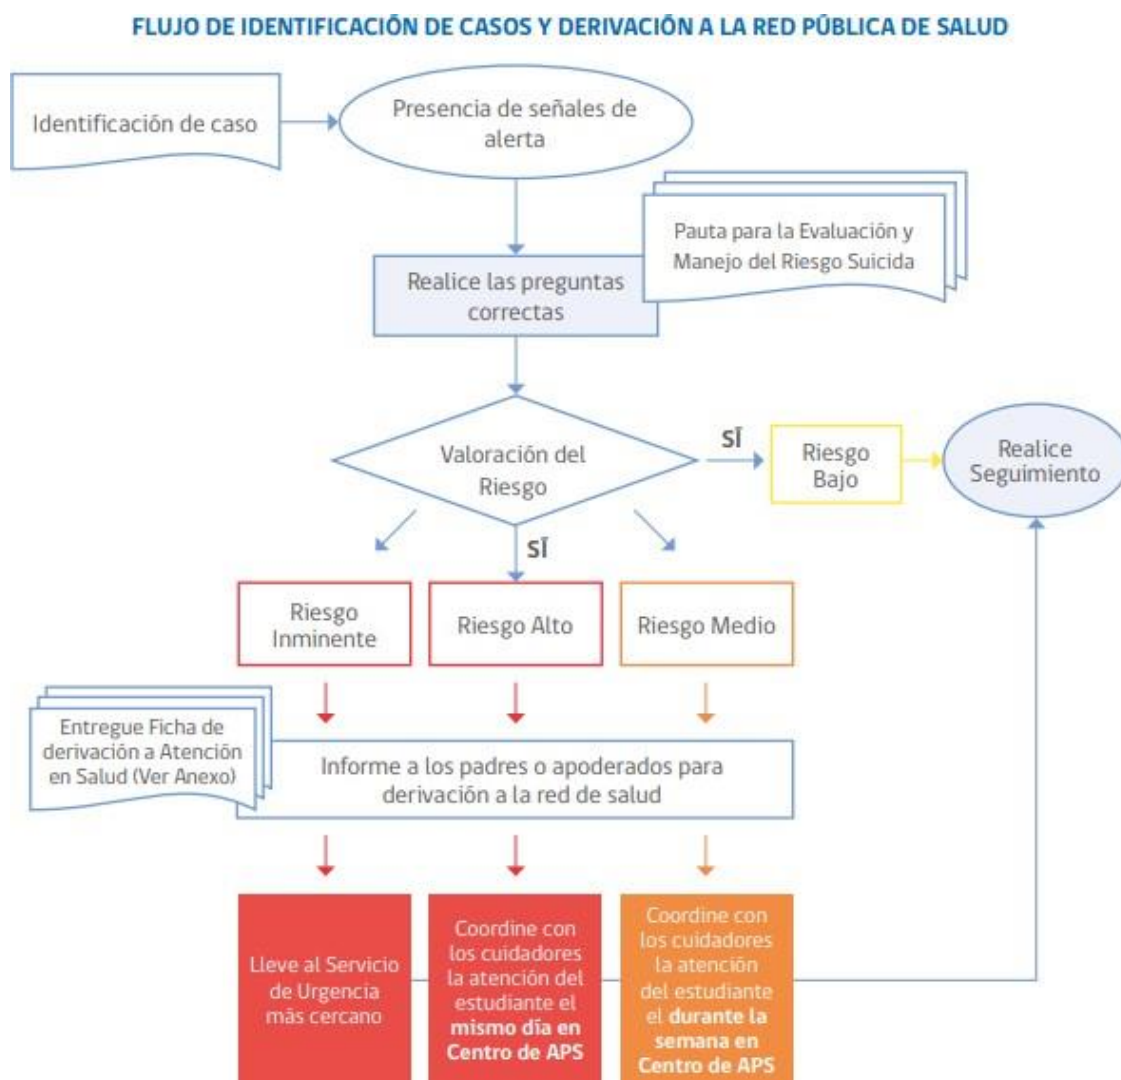 FLUJO DE IDENTIFICACIÓN DE CASOS Y DERIVACIÓN A LA RED PÚBLICA DE SALUD
Identificación de caso
Presencia de señales de
alerta
Pauta para la Evaluación y
Manejo del Riesgo Suicida
Realice las preguntas
correctas
Valoración del
Riesgo
SÍ
Riesgo
Bajo
Realice
Seguimiento
SÍ
Riesgo
Inminente
Riesgo Alto
Riesgo Medio
Entregue Ficha de
derivación a Atención
en Salud (Ver Anexo)
Informe a los padres o apoderados para
derivación a la red de salud
Lleve al Servicio
de Urgencia
más cercano
Coordine con
los cuidadores
la atención del
estudiante el
mismo día en
Centro de APS
Coordine con
los cuidadores
la atención
del estudiante
el durante la
semana en
Centro de APS